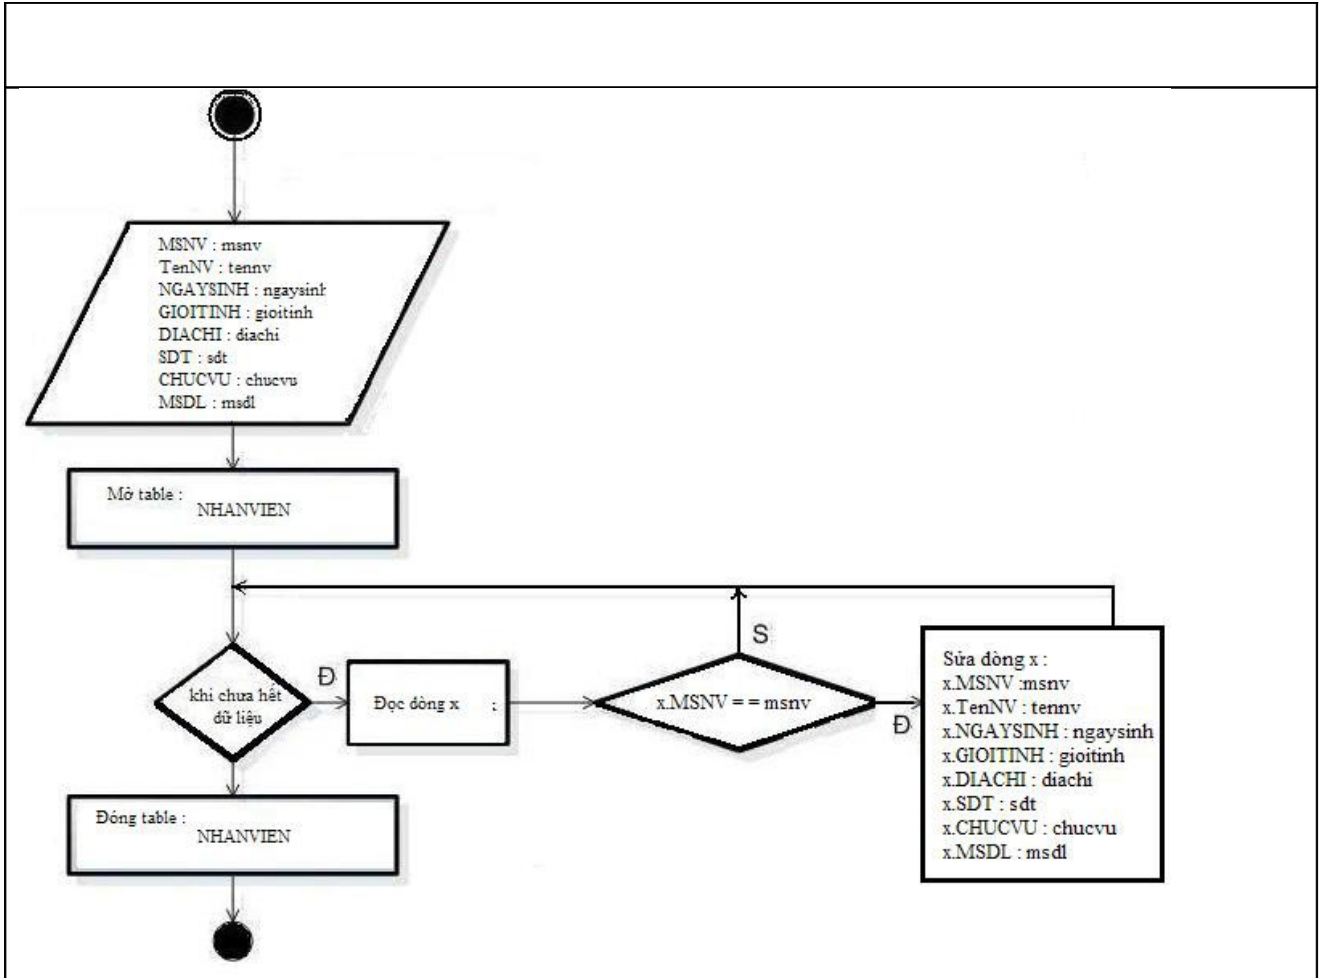 MSNV : msnv
TenNV : tennv
NGAYSINH : ngaysinh
GIOITINH : gioitinh
DIACHI : diachi
SDT : sdt
CHUCVU : chucvu
MSDL : msdl
Mở table :
NHANVIEN
khi chưa hết
dữ liệu
Đ
Đọc dòng x :
x.MSNV = = msnv
S
Đ
Sửa dòng x :
x.MSNV :msnv
x.TenNV : tennv
x.NGAYSINH : ngaysinh
x.GIOITINH : gioitinh
x.DIACHI : diachi
x.SDT : sdt
x.CHUCVU : chucvu
x.MSDL : msdl
Đóng table :
NHANVIEN